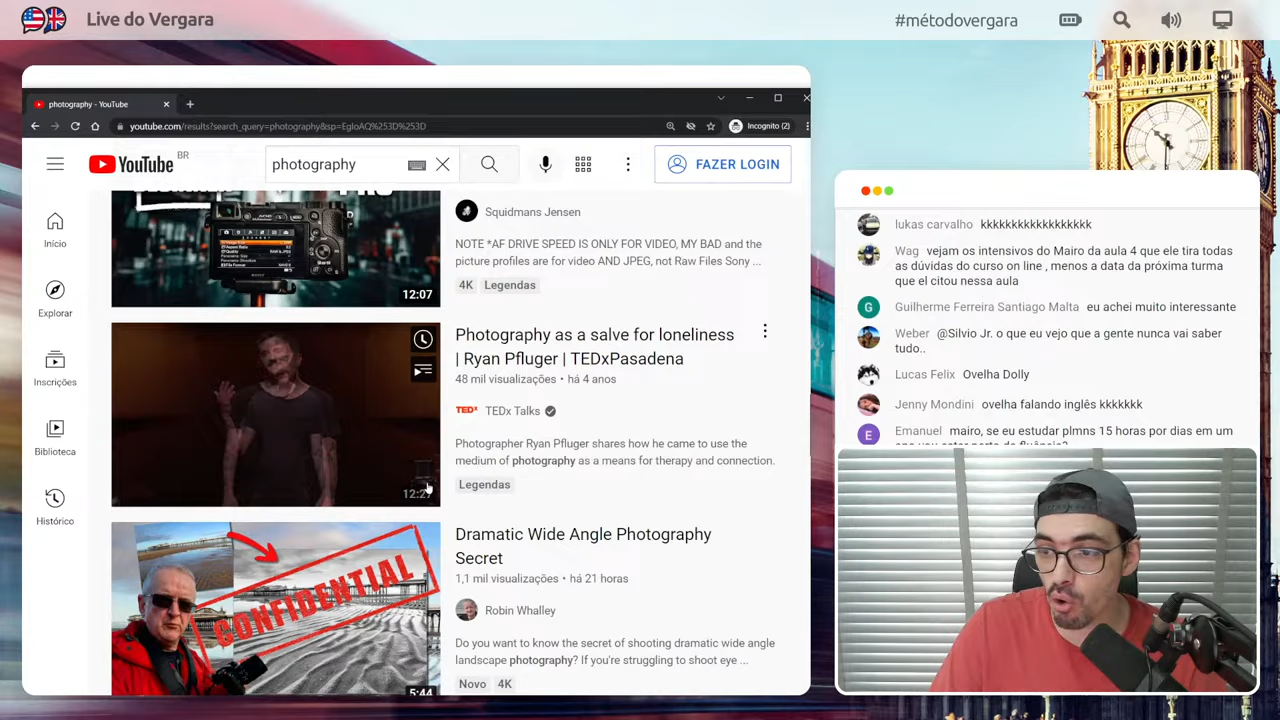 Live do Vergara
#métodovergara
photography - YouTube
youtube.com/results?search_query=photography&sp=EgIoAQ%253D%253D
Incognito (2)
YouTube BR
photography
FAZER LOGIN
Início
Explorar
Inscrições
Biblioteca
Histórico
12:07
Squidmans Jensen
NOTE *AF DRIVE SPEED IS ONLY FOR VIDEO, MY BAD and the
picture profiles are for video AND JPEG, not Raw Files Sony ...
4K Legendas
Photography as a salve for loneliness
| Ryan Pfluger | TEDxPasadena
48 mil visualizações • há 4 anos
TEDx TEDx Talks
Photographer Ryan Pfluger shares how he came to use the
medium of photography as a means for therapy and connection.
Legendas
CONFIDENTIAL
5:44
Dramatic Wide Angle Photography
Secret
1,1 mil visualizações • há 21 horas
Robin Whalley
Do you want to know the secret of shooting dramatic wide angle
landscape photography? If you're struggling to shoot eye ...
Novo 4K
lukas carvalho kkkkkkkkkkkkkkkkkk
Wag vejam os intensivos do Mairo da aula 4 que ele tira todas
as dúvidas do curso on line , menos a data da próxima turma
que el citou nessa aula
G Guilherme Ferreira Santiago Malta eu achei muito interessante
Weber @Silvio Jr. o que eu vejo que a gente nunca vai saber
tudo..
Lucas Felix Ovelha Dolly
Jenny Mondini ovelha falando inglês kkkkkkk
E Emanuel mairo, se eu estudar plmns 15 horas por dias em um